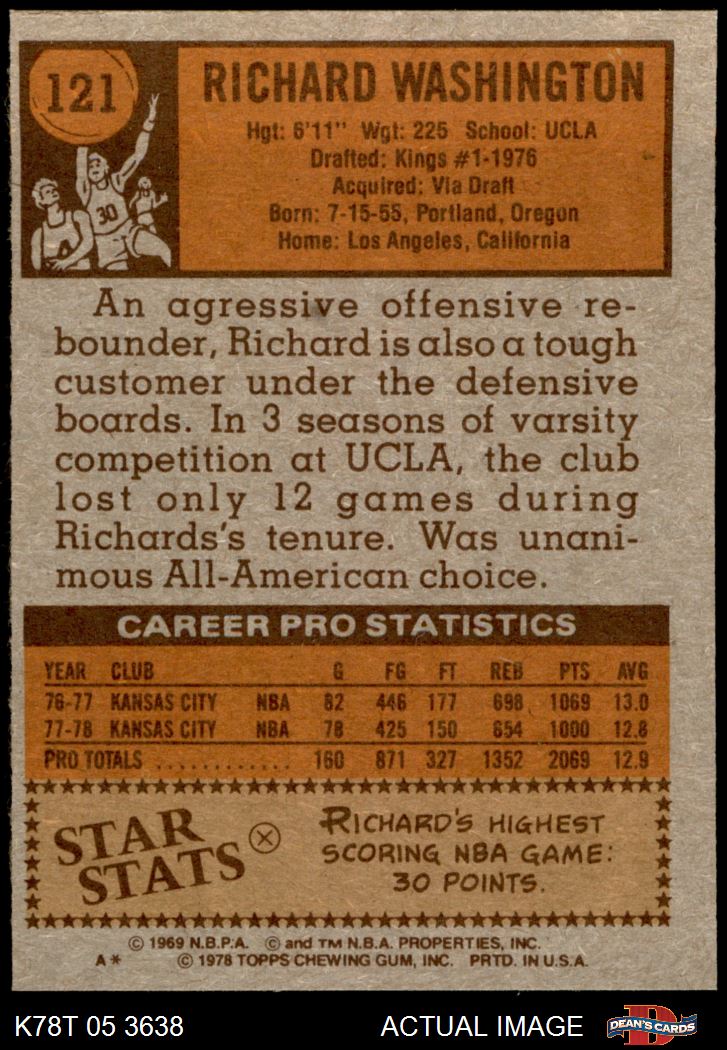 121
RICHARD WASHINGTON
Hgt: 6'11" Wgt: 225 School: UCLA
Drafted: Kings #1-1976
Acquired: Via Draft
Born: 7-15-55, Portland, Oregon
Home: Los Angeles, California
30
4
An agressive offensive re-
bounder, Richard is also a tough
customer under the defensive
boards. In 3 seasons of varsity
competition at UCLA, the club
lost only 12 games during
Richards's tenure. Was unani-
mous All-American choice.
CAREER PRO STATISTICS
YEAR CLUB G FG FT REB PTS AVG
76-77 KANSAS CITY NBA 82 446 177 698 1069 13.0
77-78 KANSAS CITY NBA 78 425 150 654 1000 12.8
PRO TOTALS ............ 160 871 327 1352 2069 12.9
STAR
STATS
RICHARD'S HIGHEST
SCORING NBA GAME:
30 POINTS.
© 1969 N.B.P.A. © and TM N.B.A. PROPERTIES, INC.
A* © 1978 TOPPS CHEWING GUM, INC. PRTD. IN U.S.A.
K78T 05 3638 ACTUAL IMAGE
D
DEAN'S CARDS